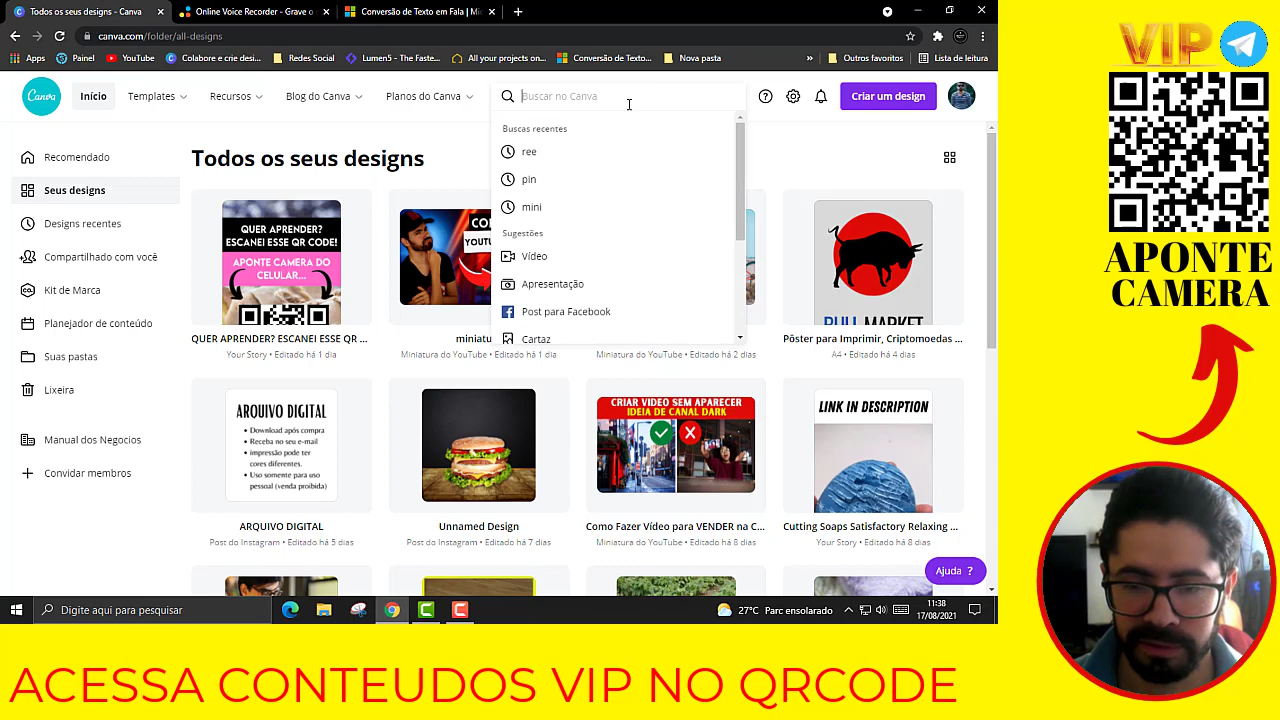 Todos os seus designs - Canva
Online Voice Recorder - Grave o
Conversão de Texto em Fala | Mi
canva.com/folder/all-designs
Apps
Painel
YouTube
Colabore e crie desi...
Redes Social
Lumen5 - The Faste...
All your projects on...
Conversão de Texto...
Nova pasta
Outros favoritos
Lista de leitura
Canva
Início
Templates
Recursos
Blog do Canva
Planos do Canva
Buscar no Canva
Criar um design
Buscas recentes
ree
pin
mini
Sugestões
Vídeo
Apresentação
Post para Facebook
Cartaz
Recomendado
Seus designs
Designs recentes
Compartilhado com você
Kit de Marca
Planejador de conteúdo
Suas pastas
Lixeira
Manual dos Negocios
Convidar membros
Todos os seus designs
QUER APRENDER?
ESCANEI ESSE QR
CODE!
APONTE CAMERA DO
CELULAR...
QUER APRENDER? ESCANEI ESSE QR ...
Your Story • Editado há 1 dia
CO
YOUT
miniatu
Miniatura do YouTube • Editado há 1 dia
Miniatura do YouTube • Editado há 2 dias
BULL MARKET
Pôster para Imprimir, Criptomoedas ...
A4 • Editado há 4 dias
ARQUIVO DIGITAL
• Download após compra
• Receba no seu e-mail
• impressão pode ter
cores diferentes.
• Uso somente para uso
pessoal (venda proibida)
ARQUIVO DIGITAL
Post do Instagram • Editado há 5 dias
Unnamed Design
Post do Instagram • Editado há 7 dias
CRIAR VIDEO SEM APARECER
IDEIA DE CANAL DARK
Como Fazer Vídeo para VENDER na C...
Miniatura do YouTube • Editado há 8 dias
LINK IN DESCRIPTION
Cutting Soaps Satisfactory Relaxing ...
Your Story • Editado há 8 dias
Ajuda ?
Digite aqui para pesquisar
27°C Parc ensolarado
11:38
17/08/2021
VIP
APONTE
CAMERA
ACESSA CONTEUDOS VIP NO QRCODE